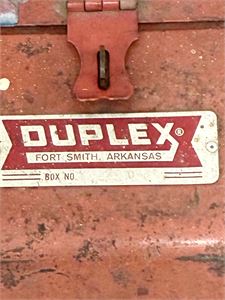 DUPLEX®
FORT SMITH, ARKANSAS
BOX NO.